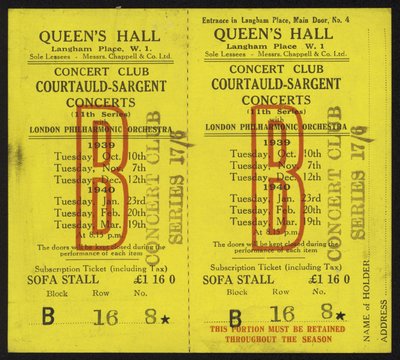 QUEEN'S HALL
Langham Place, W. 1.
Sole Lessees - Messrs. Chappell & Co. Ltd.
CONCERT CLUB
COURTAULD-SARGENT
CONCERTS
(11th Series)
LONDON PHILHARMONIC ORCHESTRA
1939
Tuesday, Oct. 10th
Tuesday, Nov. 7th
Tuesday, Dec. 12th
1940
Tuesday, Jan. 23rd
Tuesday, Feb. 20th
Tuesday, Mar. 19th
At 8.15 p.m.
The doors will be kept closed during the
performance of each item
Subscription Ticket (including Tax)
SOFA STALL £1 16 0
Block Row No.
B 16 8★
B
CONCERT CLUB
SERIES 17/6
Entrance in Langham Place, Main Door, No. 4
QUEEN'S HALL
Langham Place W. 1
Sole Lessees - Messrs. Chappell & Co. Ltd.
CONCERT CLUB
COURTAULD-SARGENT
CONCERTS
(11th Series)
LONDON PHILHARMONIC ORCHESTRA
1939
Tuesday, Oct. 10th
Tuesday, Nov. 7th
Tuesday, Dec. 12th
1940
Tuesday, Jan. 23rd
Tuesday, Feb. 20th
Tuesday, Mar. 19th
At 8.15 p.m.
The doors will be kept closed during the
performance of each item
Subscription Ticket (including Tax)
SOFA STALL £1 16 0
Block Row No.
B 16 8★
THIS PORTION MUST BE RETAINED
THROUGHOUT THE SEASON
B
CONCERT CLUB
SERIES 17/6
NAME of HOLDER
ADDRESS